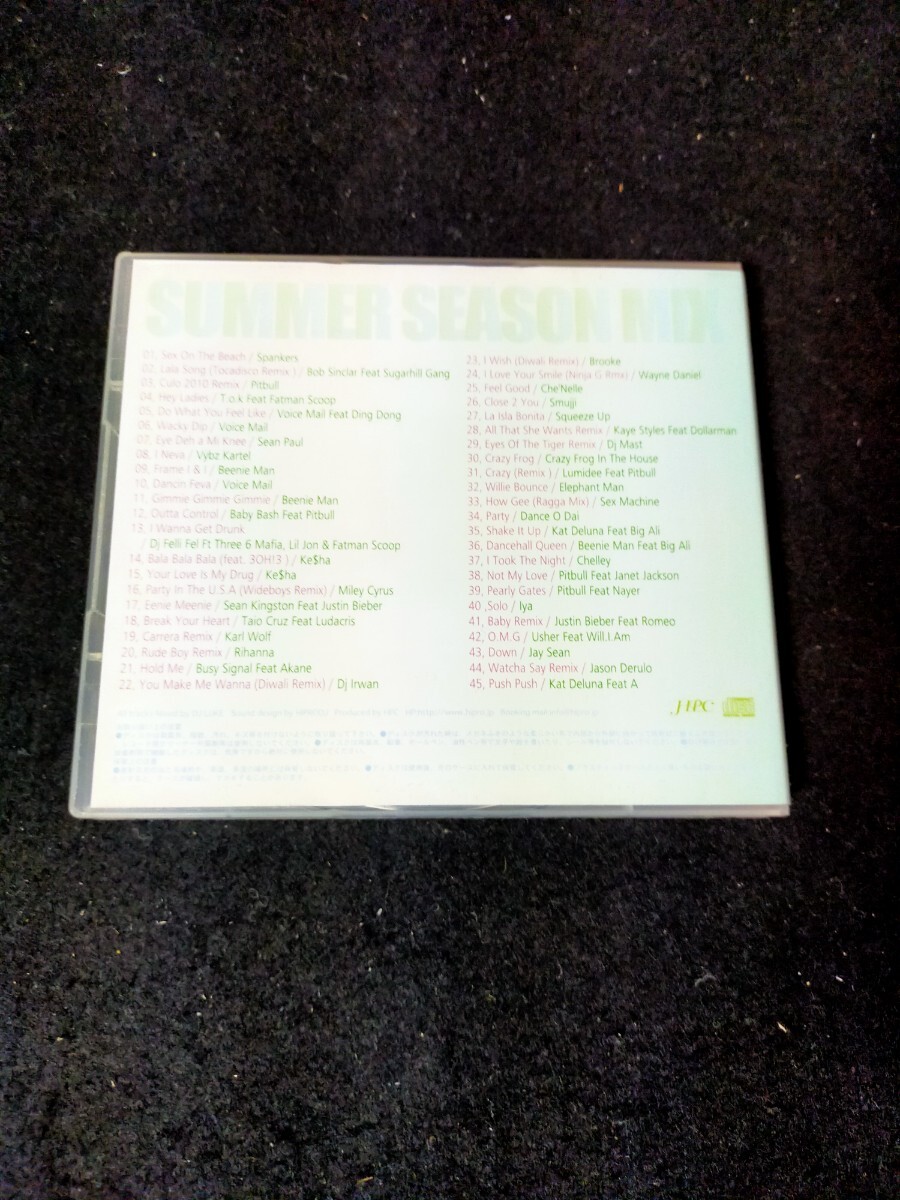 SUMMER SEASON MIX
01, Sex On The Beach / Spankers
02, Lala Song (Tocadisco Remix ) / Bob Sinclar Feat Sugarhill Gang
03, Culo 2010 Remix / Pitbull
04, Hey Ladies / T.o.k Feat Fatman Scoop
05, Do What You Feel Like / Voice Mail Feat Ding Dong
06, Wacky Dip / Voice Mail
07, Eye Deh a Mi Knee / Sean Paul
08, I Neva / Vybz Kartel
09, Frame I & I / Beenie Man
10, Dancin Feva / Voice Mail
11, Gimmie Gimmie Gimmie / Beenie Man
12, Outta Control / Baby Bash Feat Pitbull
13, I Wanna Get Drunk
/ Dj Felli Fel Ft Three 6 Mafia, Lil Jon & Fatman Scoop
14, Bala Bala Bala (feat. 3OH!3 ) / Ke$ha
15, Your Love Is My Drug / Ke$ha
16, Party In The U.S.A (Wideboys Remix) / Miley Cyrus
17, Eenie Meenie / Sean Kingston Feat Justin Bieber
18, Break Your Heart / Taio Cruz Feat Ludacris
19, Carrera Remix / Karl Wolf
20, Rude Boy Remix / Rihanna
21, Hold Me / Busy Signal Feat Akane
22, You Make Me Wanna (Diwali Remix) / Dj Irwan
23, I Wish (Diwali Remix) / Brooke
24, I Love Your Smile (Ninja G Rmx) / Wayne Daniel
25, Feel Good / Che'Nelle
26, Close 2 You / Smujji
27, La Isla Bonita / Squeeze Up
28, All That She Wants Remix / Kaye Styles Feat Dollarman
29, Eyes Of The Tiger Remix / Dj Mast
30, Crazy Frog / Crazy Frog In The House
31, Crazy (Remix ) / Lumidee Feat Pitbull
32, Willie Bounce / Elephant Man
33, How Gee (Ragga Mix) / Sex Machine
34, Party / Dance O Dai
35, Shake It Up / Kat Deluna Feat Big Ali
36, Dancehall Queen / Beenie Man Feat Big Ali
37, I Took The Night / Chelley
38, Not My Love / Pitbull Feat Janet Jackson
39, Pearly Gates / Pitbull Feat Nayer
40 ,Solo / Iya
41, Baby Remix / Justin Bieber Feat Romeo
42, O.M.G / Usher Feat Will.I.Am
43, Down / Jay Sean
44, Watcha Say Remix / Jason Derulo
45, Push Push / Kat Deluna Feat A